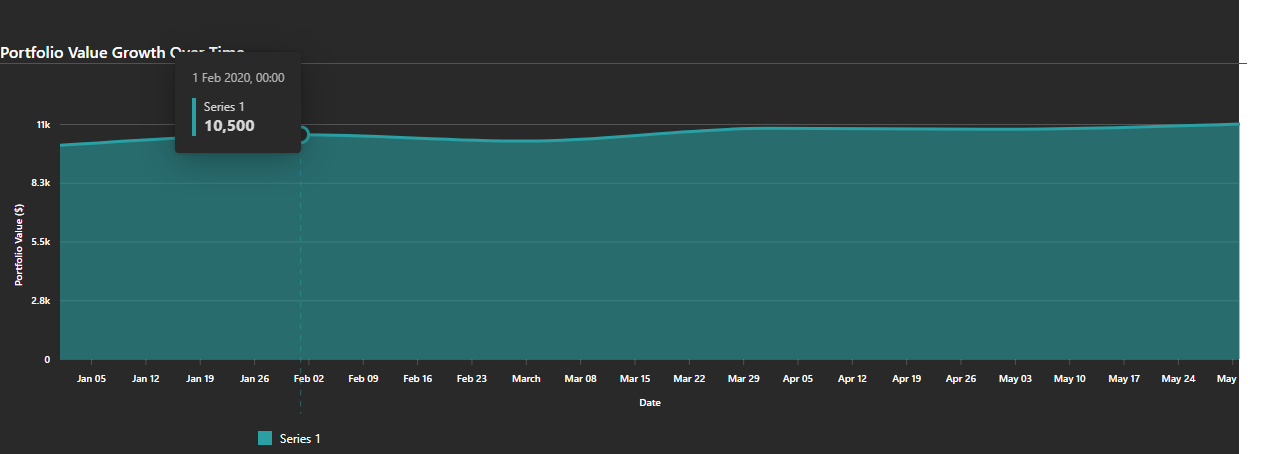 Portfolio Value Growth Over Time
1 Feb 2020, 00:00
Series 1
10,500
11k
8.3k
5.5k
2.8k
0
Portfolio Value ($)
Jan 05 Jan 12 Jan 19 Jan 26 Feb 02 Feb 09 Feb 16 Feb 23 March Mar 08 Mar 15 Mar 22 Mar 29 Apr 05 Apr 12 Apr 19 Apr 26 May 03 May 10 May 17 May 24 May
Date
Series 1